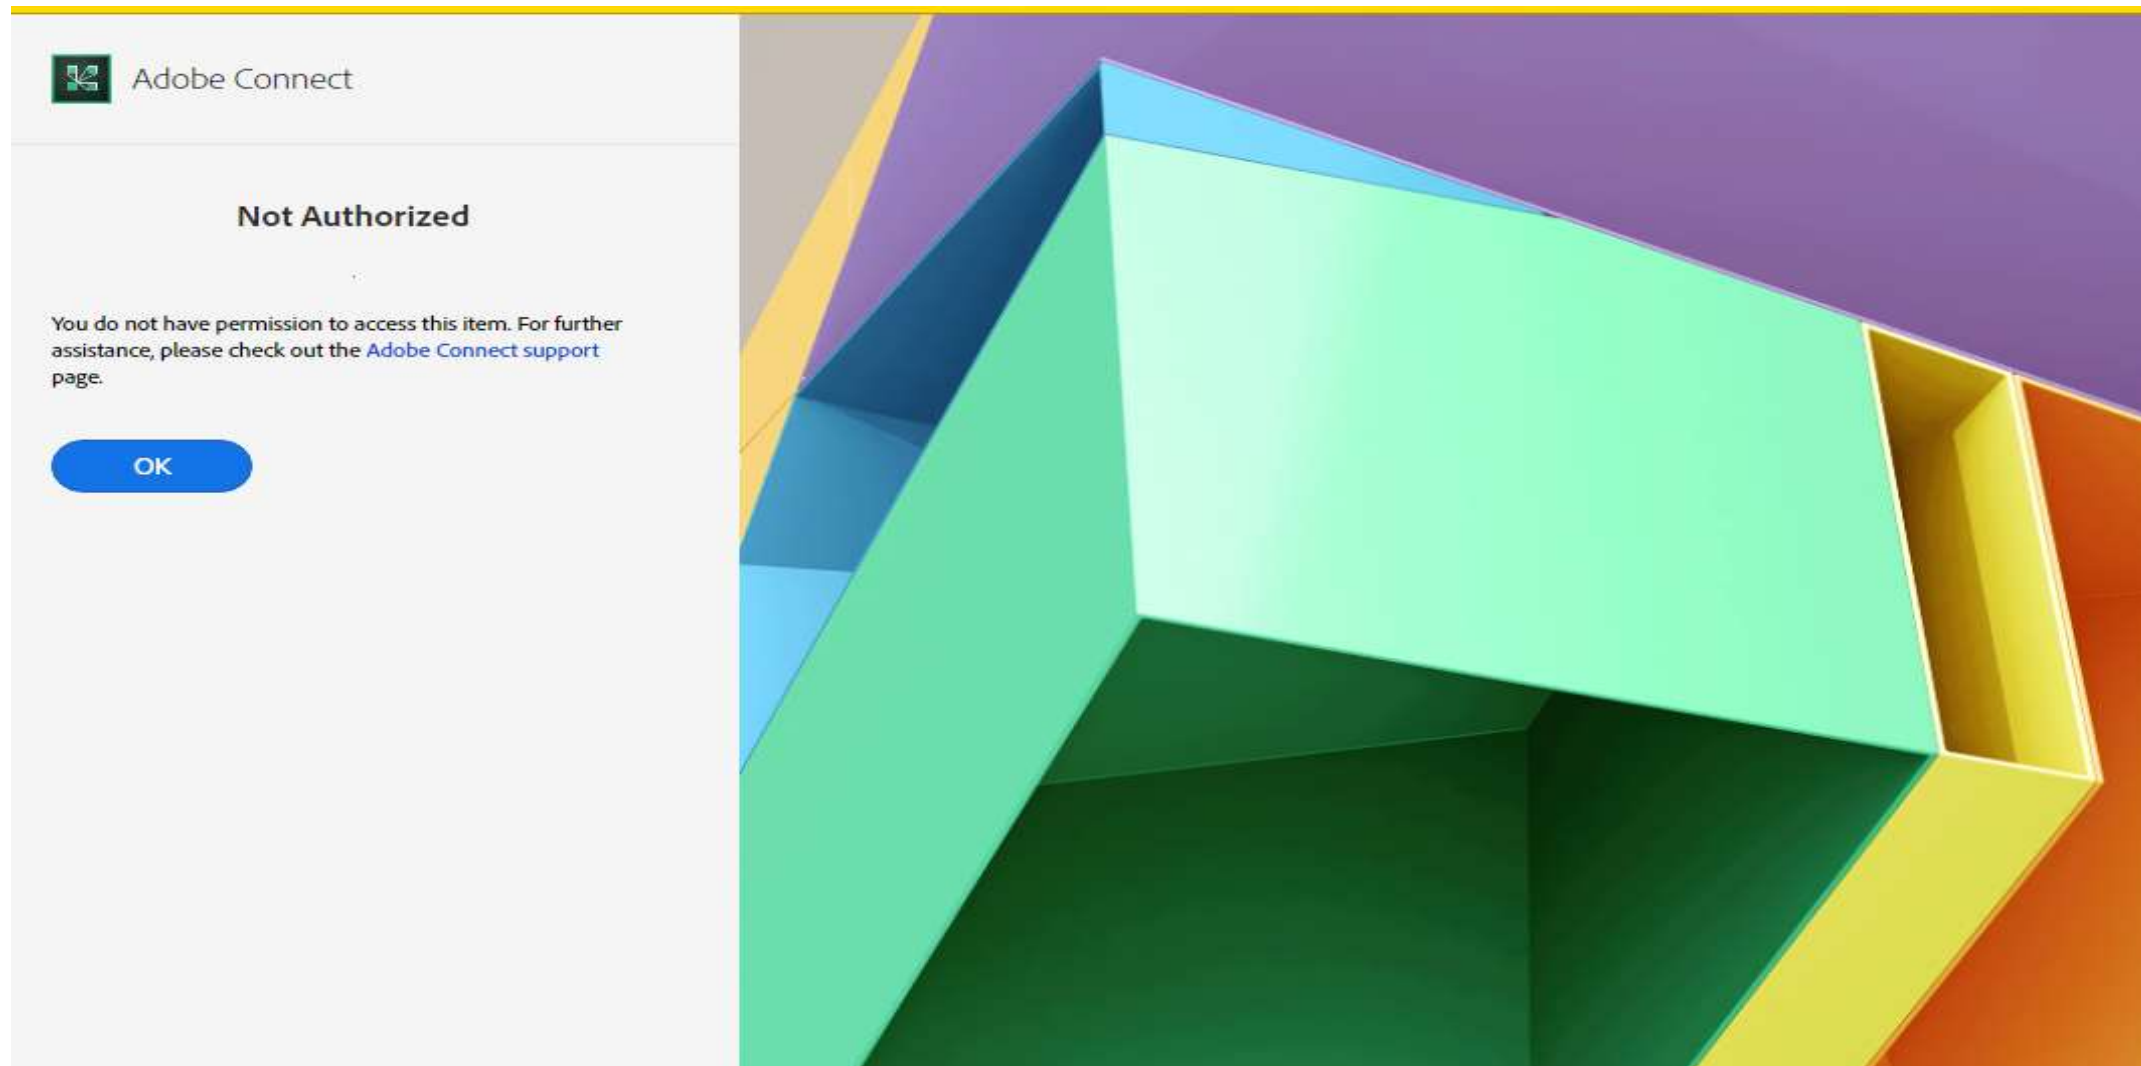 Adobe Connect
Not Authorized
.
You do not have permission to access this item. For further
assistance, please check out the Adobe Connect support
page.
OK